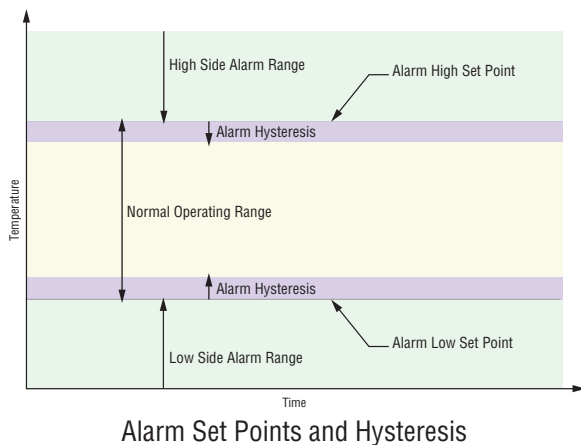 High Side Alarm Range
Alarm High Set Point
Alarm Hysteresis
Normal Operating Range
Temperature
Alarm Hysteresis
Alarm Low Set Point
Low Side Alarm Range
Time
Alarm Set Points and Hysteresis